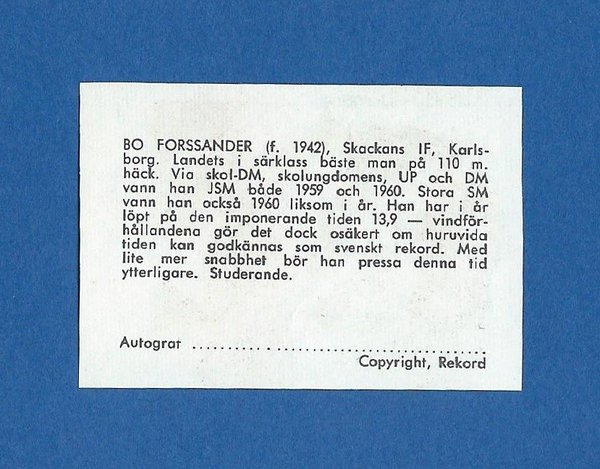 BO FORSSANDER (f. 1942), Skackans IF, Karls-
borg. Landets i särklass bäste man på 110 m.
häck. Via skol-DM, skolungdomens, UP och DM
vann han JSM både 1959 och 1960. Stora SM
vann han också 1960 liksom i år. Han har i år
löpt på den imponerande tiden 13,9 — vindför-
hållandena gör det dock osäkert om huruvida
tiden kan godkännas som svenskt rekord. Med
lite mer snabbhet bör han pressa denna tid
ytterligare. Studerande.
Autograt ........................................
Copyright, Rekord